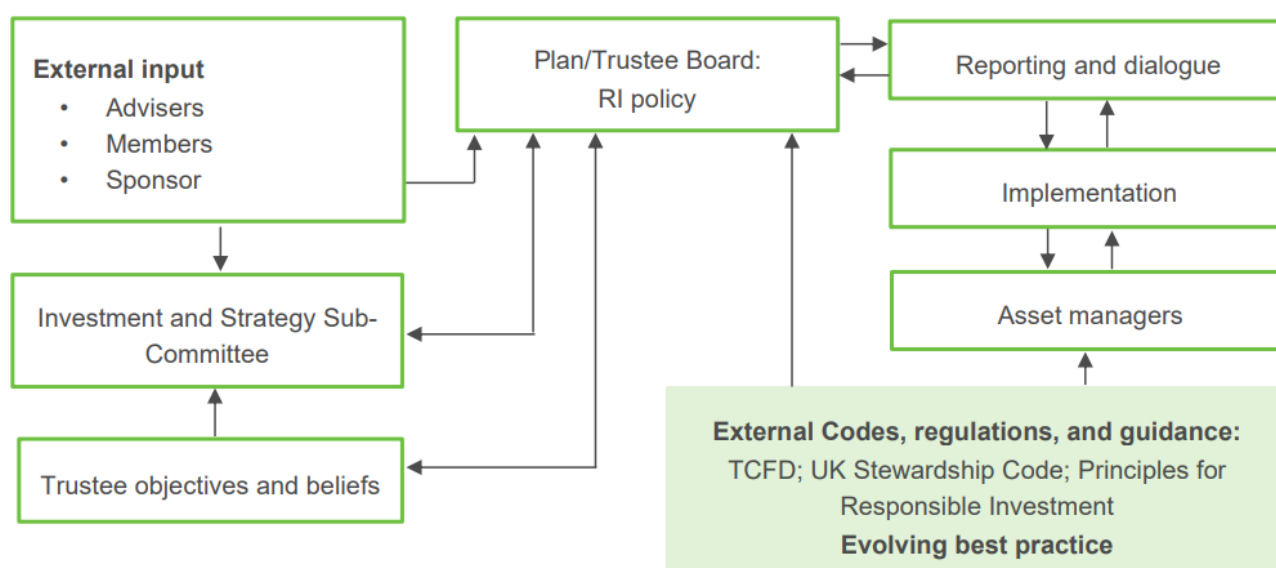 External input
• Advisers
• Members
• Sponsor
Plan/Trustee Board:
RI policy
Reporting and dialogue
Implementation
Asset managers
Investment and Strategy Sub-
Committee
Trustee objectives and beliefs
External Codes, regulations, and guidance:
TCFD; UK Stewardship Code; Principles for
Responsible Investment
Evolving best practice